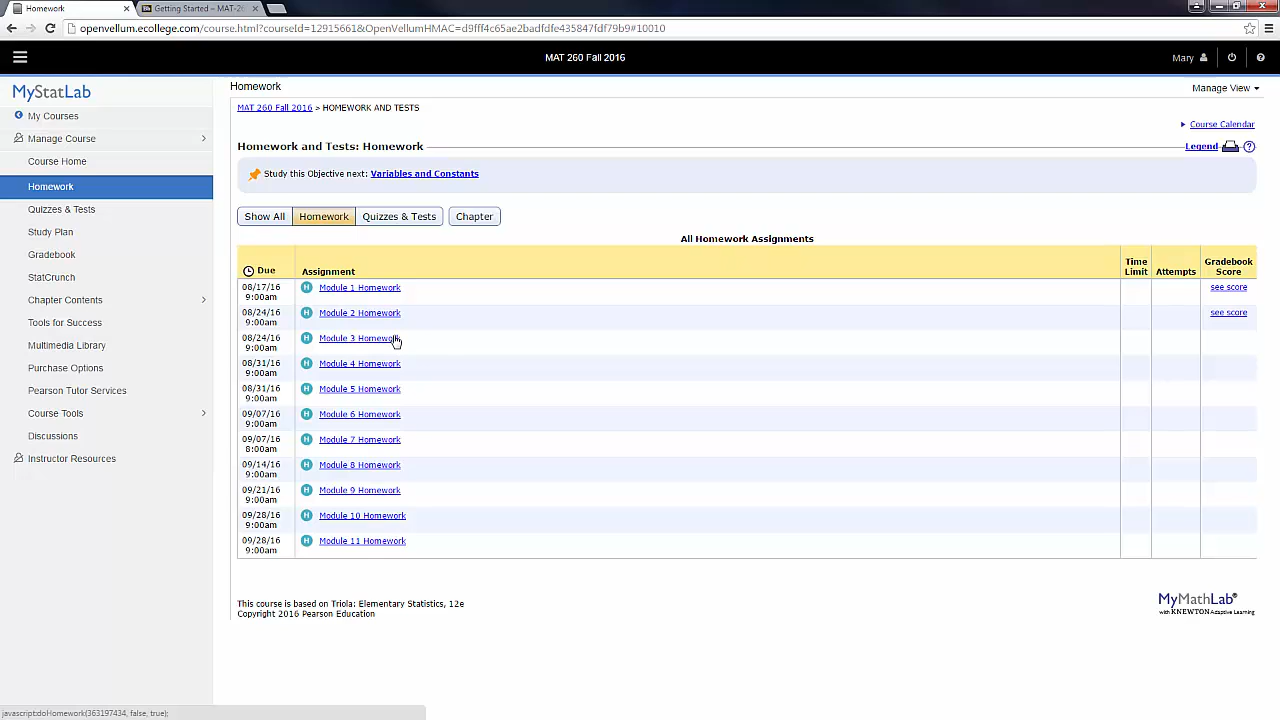 Homework
Getting Started – MAT-2
openvellum.ecollege.com/course.html?courseId=12915661&OpenVellumHMAC=d9fff4c65ae2badfdfe435847fdf79b9#10010
MAT 260 Fall 2016
Mary
MyStatLab
My Courses
Manage Course
Course Home
Homework
Quizzes & Tests
Study Plan
Gradebook
StatCrunch
Chapter Contents
Tools for Success
Multimedia Library
Purchase Options
Pearson Tutor Services
Course Tools
Discussions
Instructor Resources
Homework
Manage View
MAT 260 Fall 2016 > HOMEWORK AND TESTS
Course Calendar
Homework and Tests: Homework
Legend
Study this Objective next: Variables and Constants
Show All Homework Quizzes & Tests Chapter
All Homework Assignments
Due Assignment Time Limit Attempts Gradebook Score
08/17/16 9:00am Module 1 Homework see score
08/24/16 9:00am Module 2 Homework see score
08/24/16 9:00am Module 3 Homework
08/31/16 9:00am Module 4 Homework
08/31/16 9:00am Module 5 Homework
09/07/16 9:00am Module 6 Homework
09/07/16 8:00am Module 7 Homework
09/14/16 9:00am Module 8 Homework
09/21/16 9:00am Module 9 Homework
09/28/16 9:00am Module 10 Homework
09/28/16 9:00am Module 11 Homework
This course is based on Triola: Elementary Statistics, 12e
Copyright 2016 Pearson Education
MyMathLab®
with KNEWTON Adaptive Learning
javascript:doHomework(363197434, false, true);